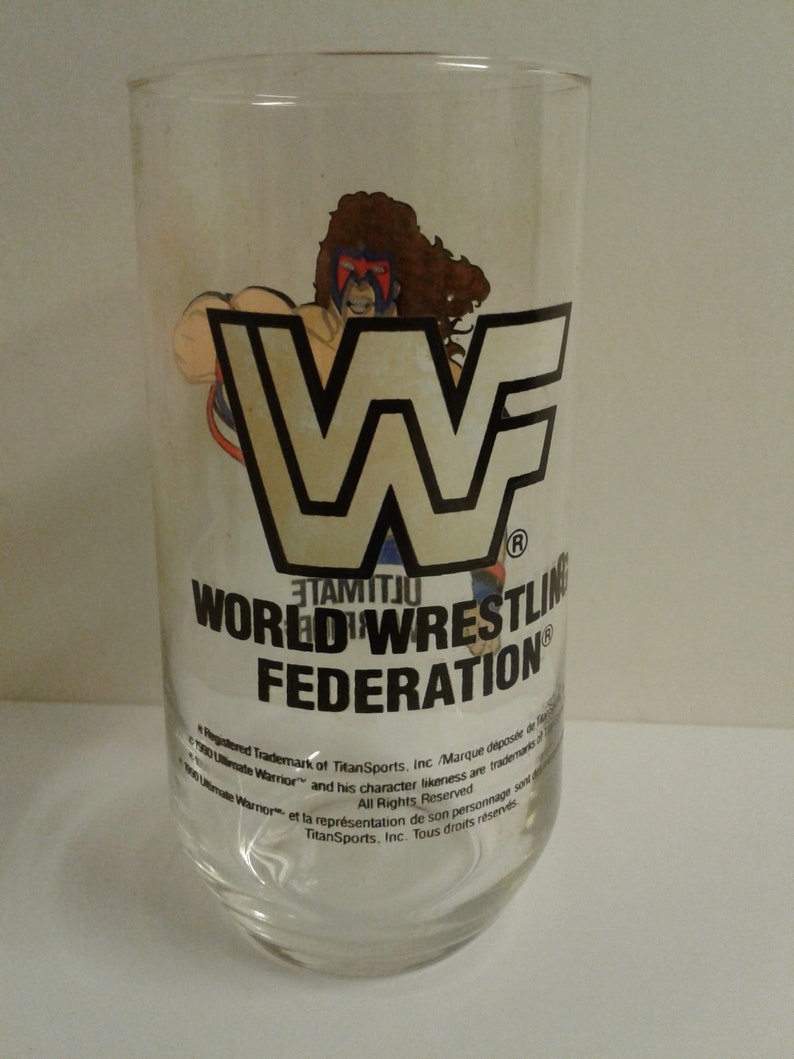 WF
®
WORLD WRESTLING
FEDERATION®
Registered Trademark of TitanSports, Inc /Marque déposée de
©1990 Ultimate Warrior™ and his character likeness are trademarks of
All Rights Reserved
1990 Ultimate Warrior et la représentation de son personnage sont
TitanSports, Inc. Tous droits réservés.
ULTIMATE